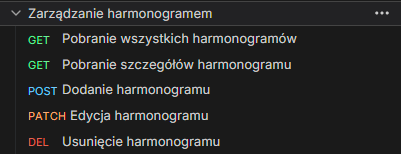 Zarządzanie harmonogramem
GET Pobranie wszystkich harmonogramów
GET Pobranie szczegółów harmonogramu
POST Dodanie harmonogramu
PATCH Edycja harmonogramu
DEL Usunięcie harmonogramu